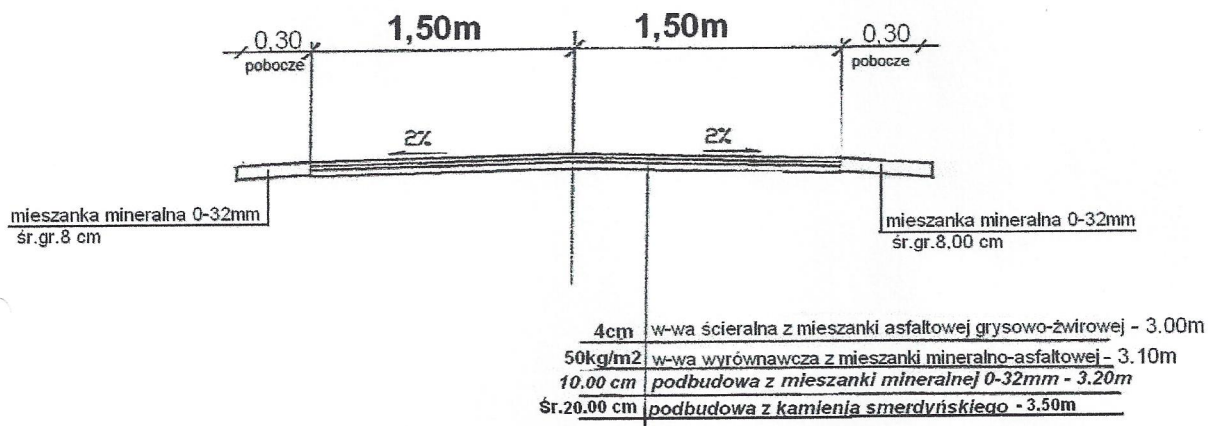 1,50m 1,50m
0,30 0,30
pobocze pobocze
2% 2%
mieszanka mineralna 0-32mm
śr.gr.8 cm
mieszanka mineralna 0-32mm
śr.gr.8,00 cm
4cm w-wa ścieralna z mieszanki asfaltowej grysowo-żwirowej - 3.00m
50kg/m2 w-wa wyrównawcza z mieszanki mineralno-asfaltowej - 3.10m
10.00 cm podbudowa z mieszanki mineralnej 0-32mm - 3.20m
Śr.20.00 cm podbudowa z kamienia smerdyńskiego - 3.50m